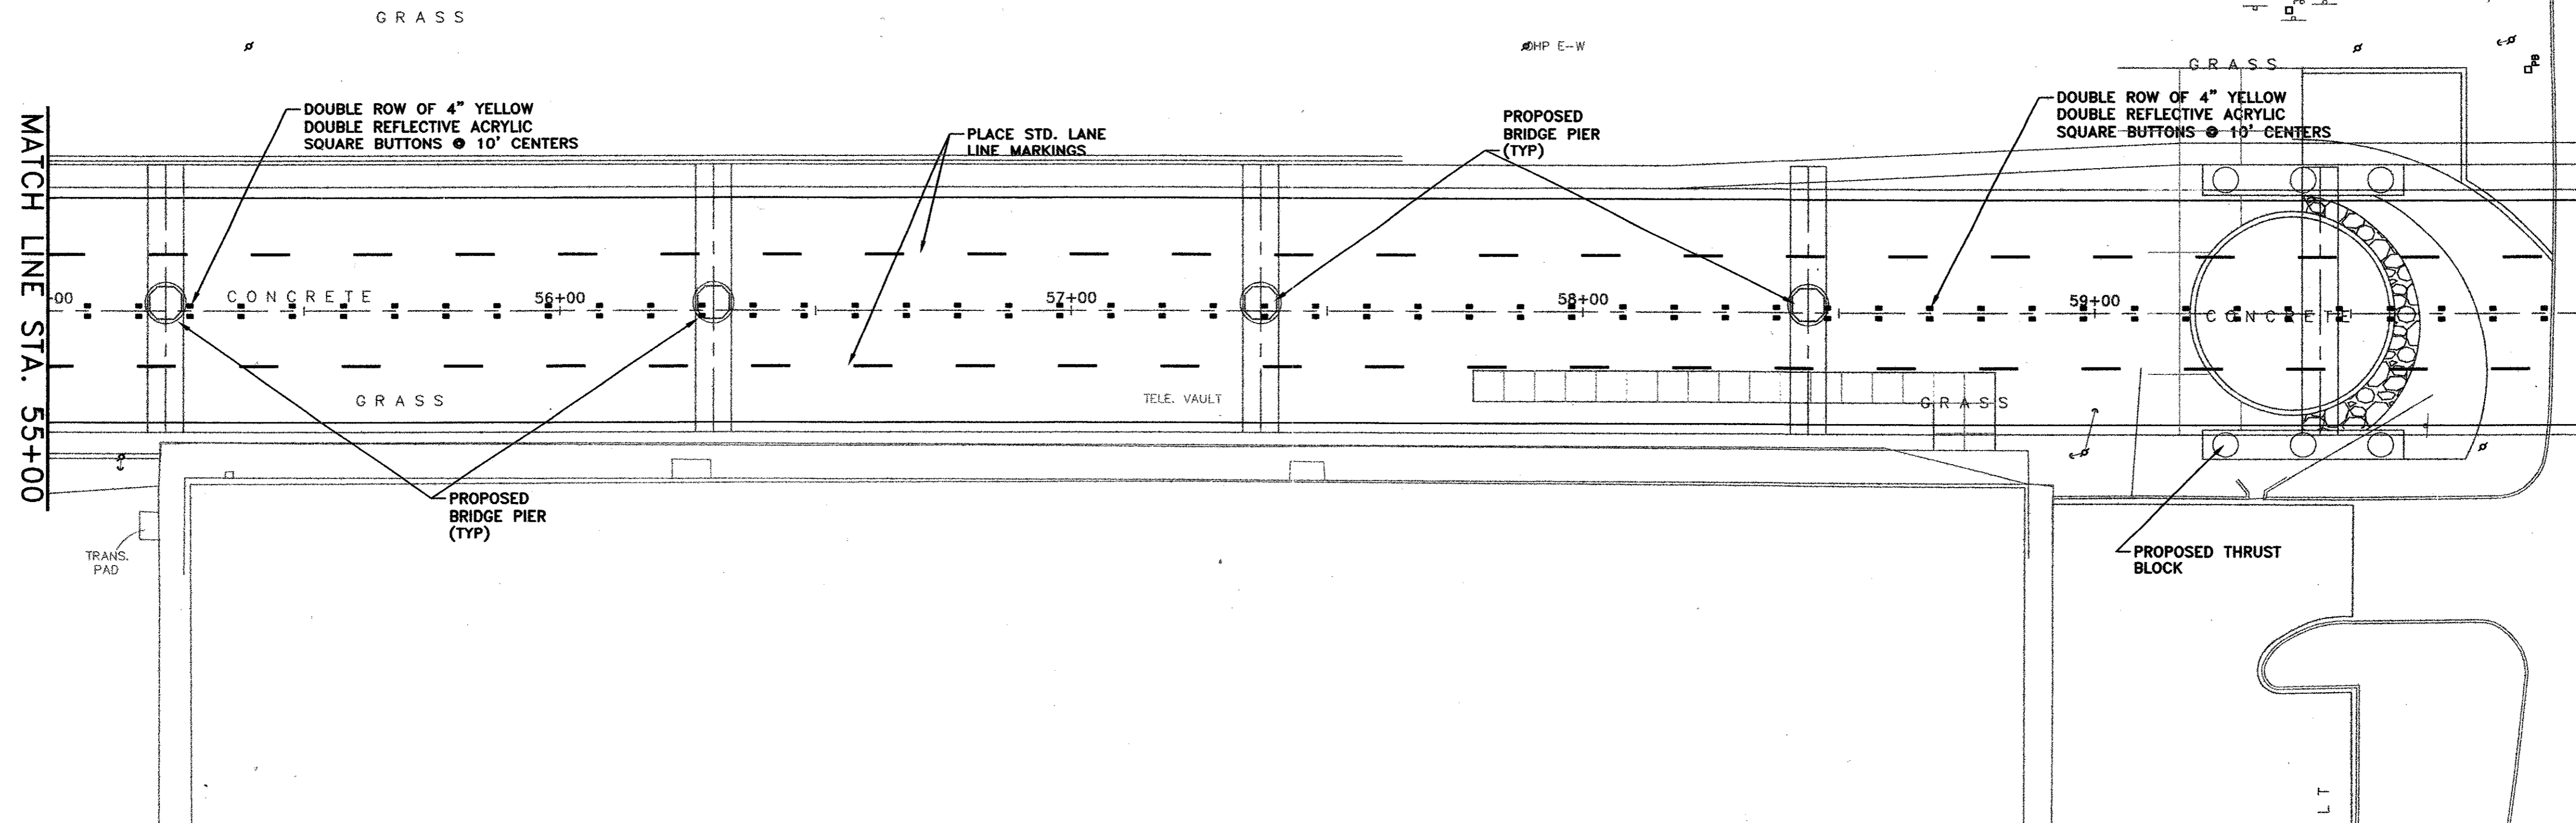 GRASS
OHP E-W
GRASS
PB
MATCH LINE STA. 55+00
DOUBLE ROW OF 4" YELLOW
DOUBLE REFLECTIVE ACRYLIC
SQUARE BUTTONS @ 10' CENTERS
PLACE STD. LANE
LINE MARKINGS
PROPOSED
BRIDGE PIER
(TYP)
DOUBLE ROW OF 4" YELLOW
DOUBLE REFLECTIVE ACRYLIC
SQUARE BUTTONS @ 10' CENTERS
+00
CONCRETE
56+00
57+00
58+00
59+00
CONCRETE
GRASS
TELE. VAULT
GRASS
PROPOSED
BRIDGE PIER
(TYP)
TRANS.
PAD
PROPOSED THRUST
BLOCK
LT